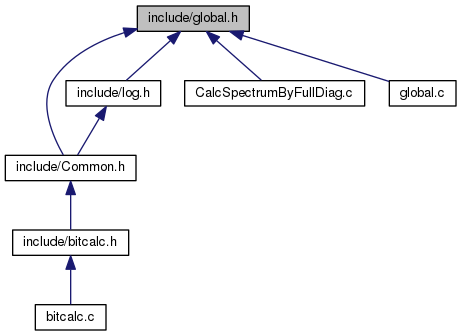 include/global.h
include/log.h
CalcSpectrumByFullDiag.c
global.c
include/Common.h
include/bitcalc.h
bitcalc.c